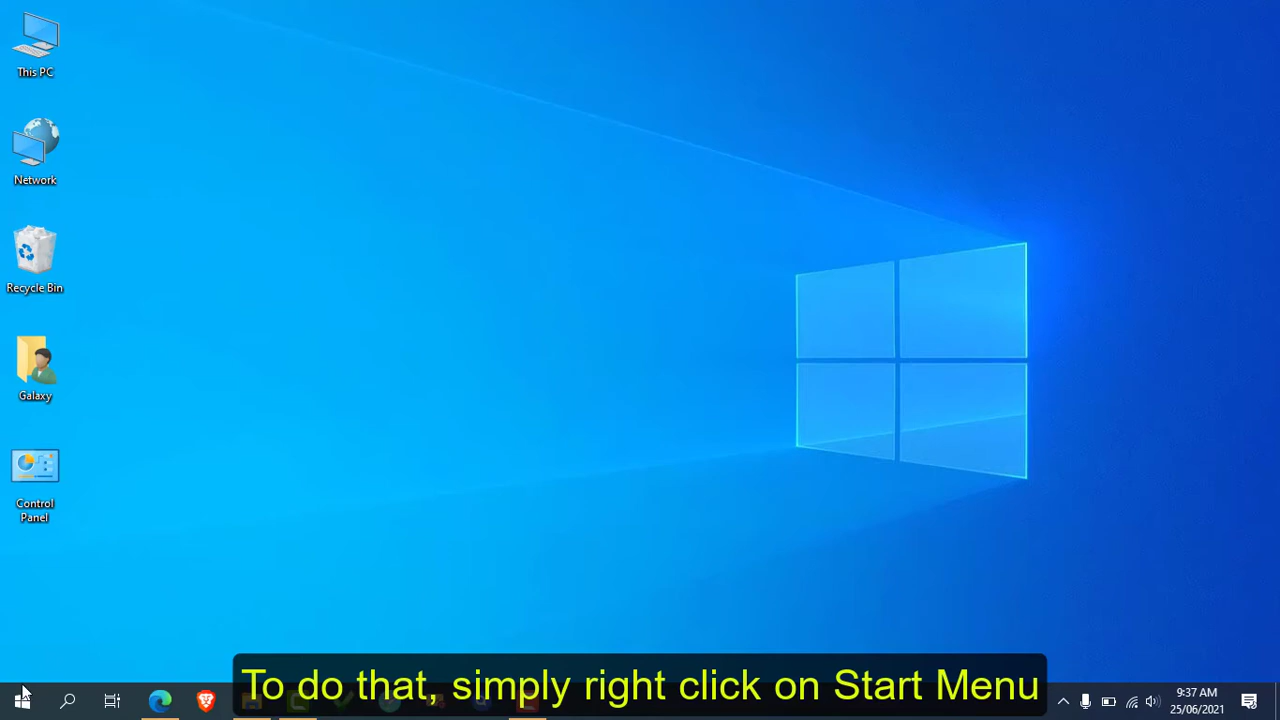 This PC
Network
Recycle Bin
Galaxy
Control
Panel
To do that, simply right click on Start Menu
9:37 AM
25/06/2021